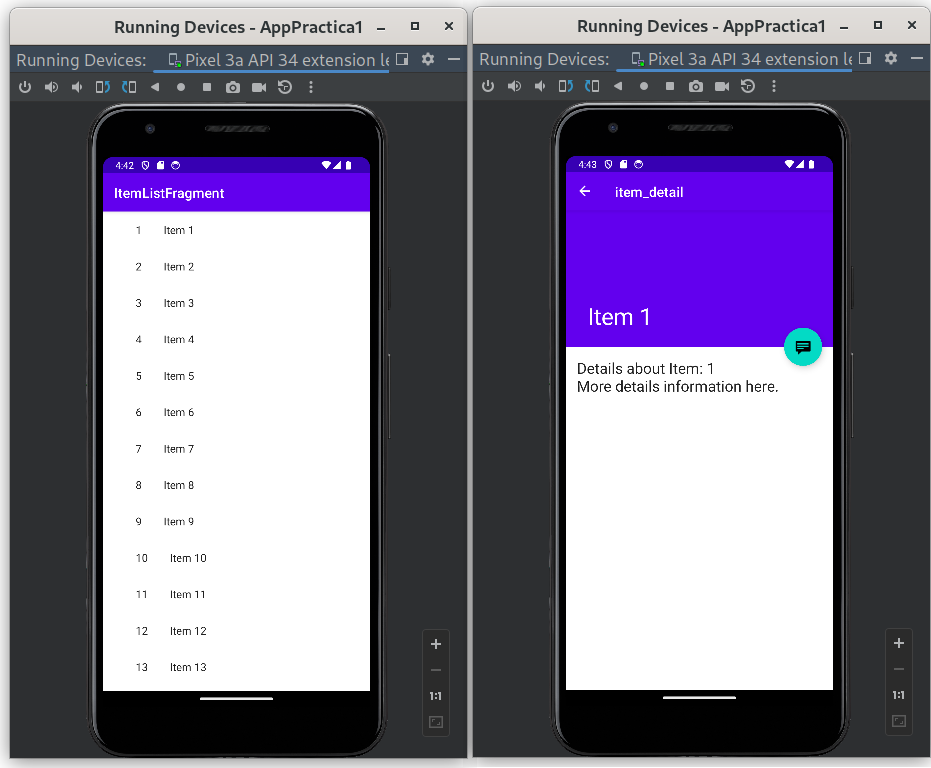 Running Devices - AppPractica1
Running Devices: Pixel 3a API 34 extension le
4:42
ItemListFragment
1 Item 1
2 Item 2
3 Item 3
4 Item 4
5 Item 5
6 Item 6
7 Item 7
8 Item 8
9 Item 9
10 Item 10
11 Item 11
12 Item 12
13 Item 13
1:1
Running Devices - AppPractica1
Running Devices: Pixel 3a API 34 extension le
4:43
item_detail
Item 1
Details about Item: 1
More details information here.
1:1